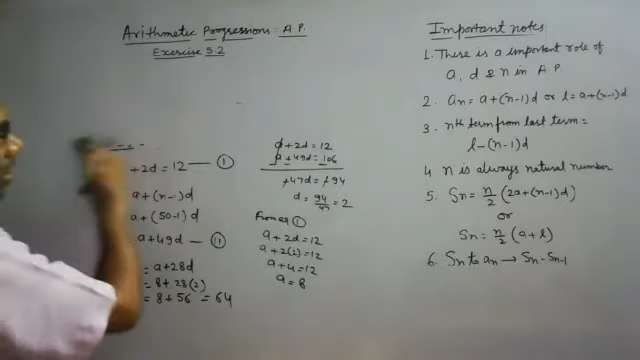 Arithmetic Progressions: A.P.
Exercise 5.2
+2d = 12 —— ①
a+(n-1)d
a+(50-1)d
a+49d — ①
= a+28d
= 8+28(2)
= 8+56 = 64
a+2d = 12
a+49d = 106
+47d = +94
d = 94/47 = 2
From eq ①
a+2d = 12
a+2(2) = 12
a+4 = 12
a = 8
Important notes
1. There is a important role of
a, d & n in A.P.
2. an = a+(n-1)d or l = a+(n-1)d
3. nth term from last term =
l-(n-1)d
4 n is always natural number
5. Sn = n/2 (2a+(n-1)d)
or
Sn = n/2 (a+l)
6. Sn to an → Sn - Sn-1